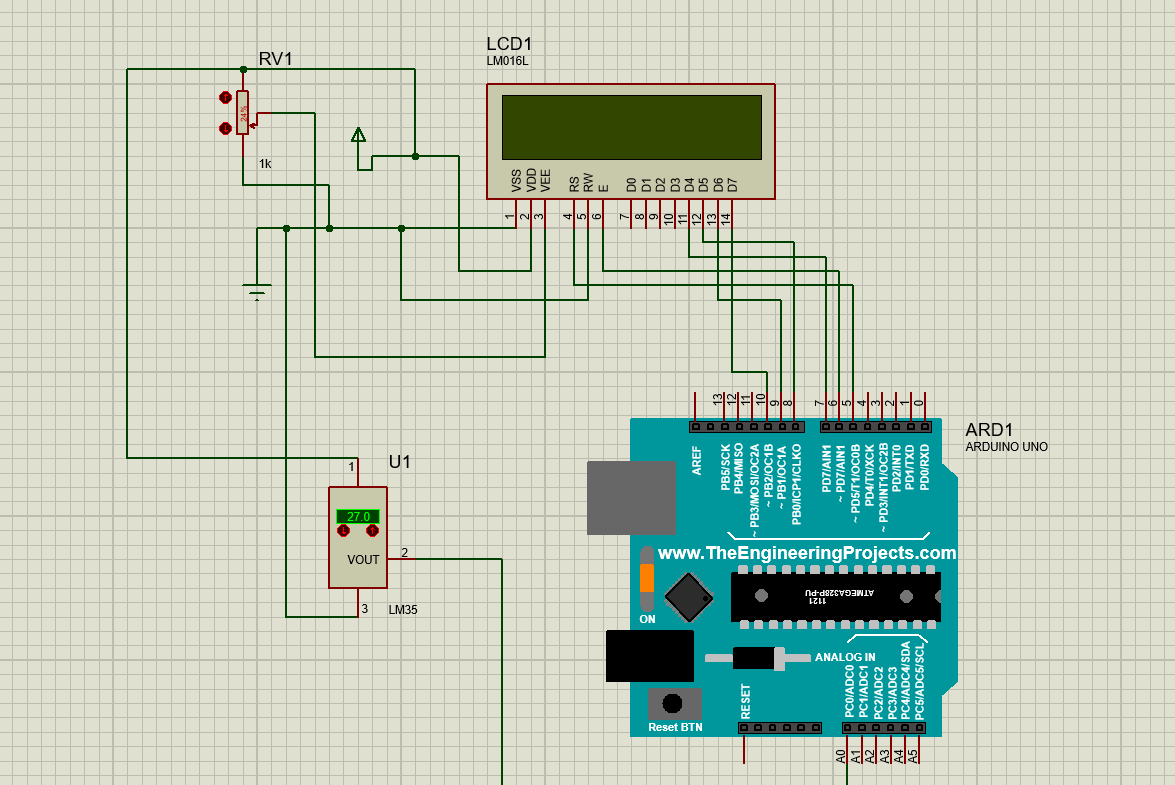 RV1
24%
1k
LCD1
LM016L
VSS
VDD
VEE
RS
RW
E
D0
D1
D2
D3
D4
D5
D6
D7
1
2
3
4
5
6
7
8
9
10
11
12
13
14
ARD1
ARDUINO UNO
13
12
11
10
9
8
7
6
5
4
3
2
1
0
AREF
PB5/SCK
PB4/MISO
~ PB3/MOSI/OC2A
~ PB2/OC1B
~ PB1/OC1A
PB0/ICP1/CLKO
PD7/AIN1
~ PD7/AIN1
~ PD5/T1/OC0B
PD4/T0/XCK
~ PD3/INT1/OC2B
PD2/INT0
PD1/TXD
PD0/RXD
www.TheEngineeringProjects.com
ATMEGA328P-PU
1121
ON
ANALOG IN
RESET
Reset BTN
PC0/ADC0
PC1/ADC1
PC2/ADC2
PC3/ADC3
PC4/ADC4/SDA
PC5/ADC5/SCL
A0
A1
A2
A3
A4
A5
U1
1
27.0
VOUT
2
3
LM35